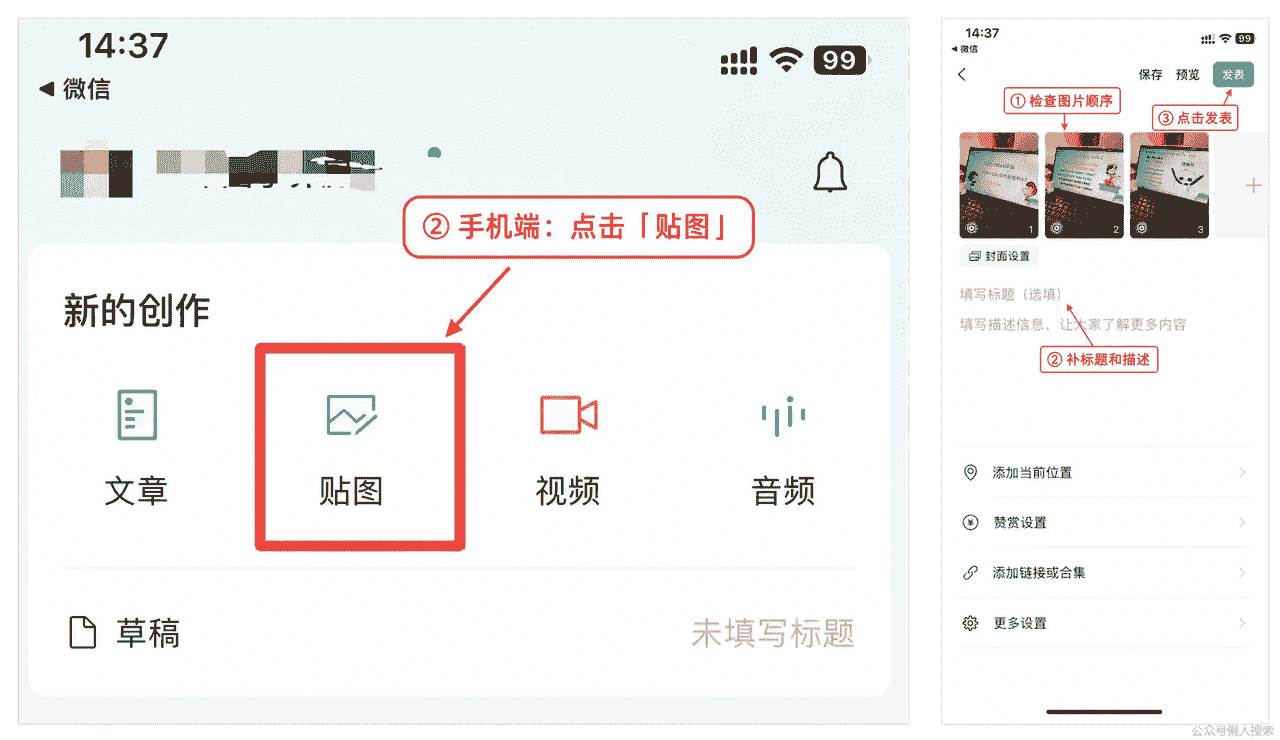 14:37
99
◀ 微信
② 手机端：点击「贴图」
新的创作
文章
贴图
视频
音频
草稿
未填写标题
14:37
99
◀ 微信
保存
预览
发表
① 检查图片顺序
③ 点击发表
1
2
3
封面设置
填写标题（选填）
填写描述信息，让大家了解更多内容
② 补标题和描述
添加当前位置
赞赏设置
添加链接或合集
更多设置
公众号懒人搜索